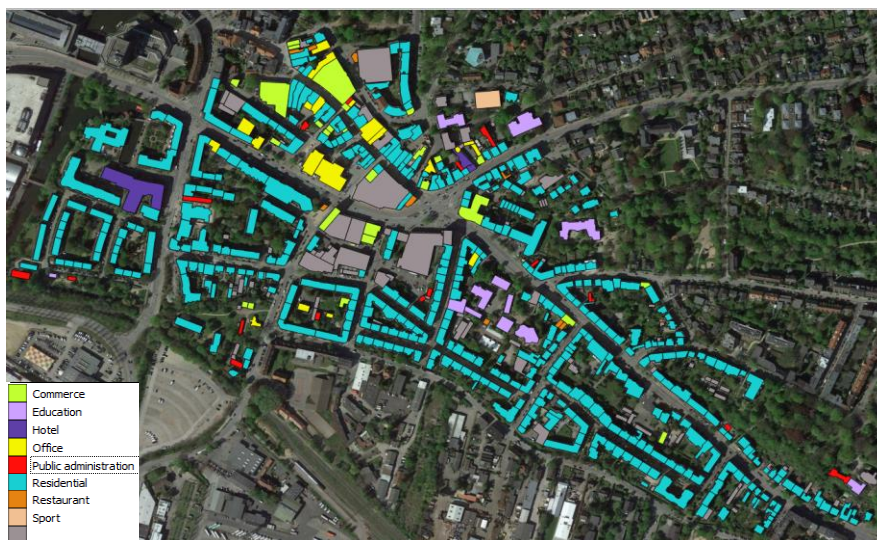 Commerce
Education
Hotel
Office
Public administration
Residential
Restaurant
Sport